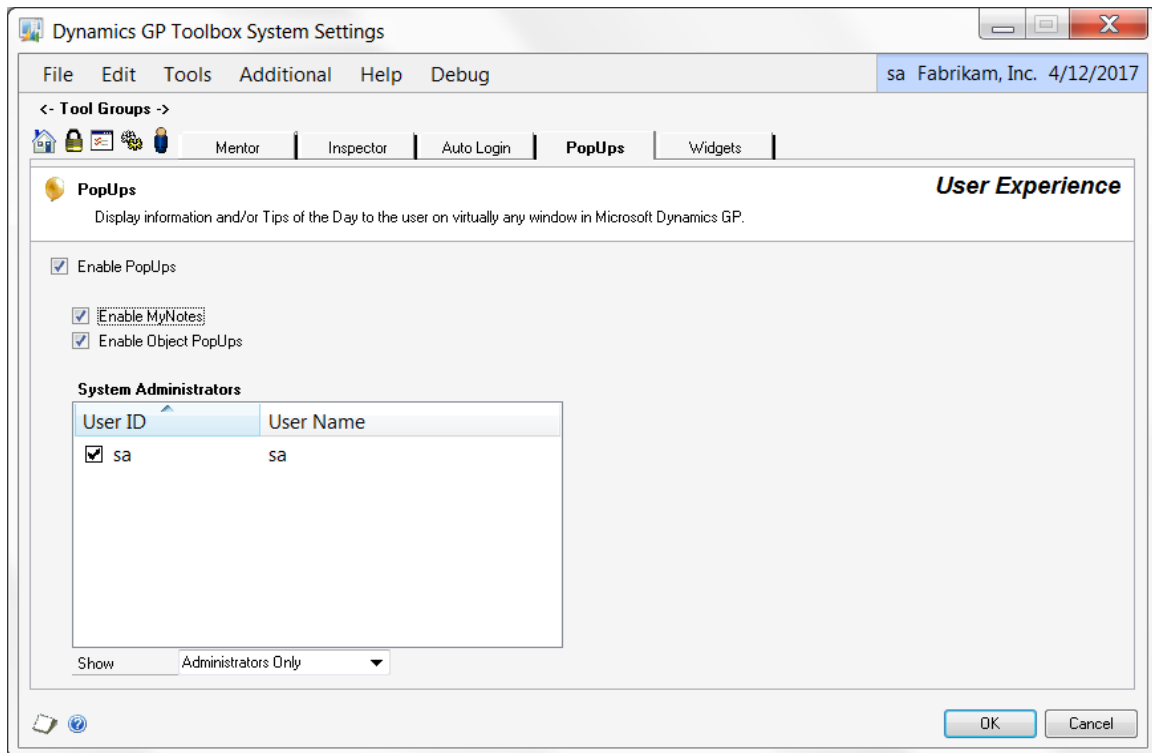 Dynamics GP Toolbox System Settings
File Edit Tools Additional Help Debug sa Fabrikam, Inc. 4/12/2017
<- Tool Groups ->
Mentor Inspector Auto Login PopUps Widgets
PopUps User Experience
Display information and/or Tips of the Day to the user on virtually any window in Microsoft Dynamics GP.
Enable PopUps
Enable MyNotes
Enable Object PopUps
System Administrators
User ID User Name
sa sa
Show Administrators Only
OK Cancel